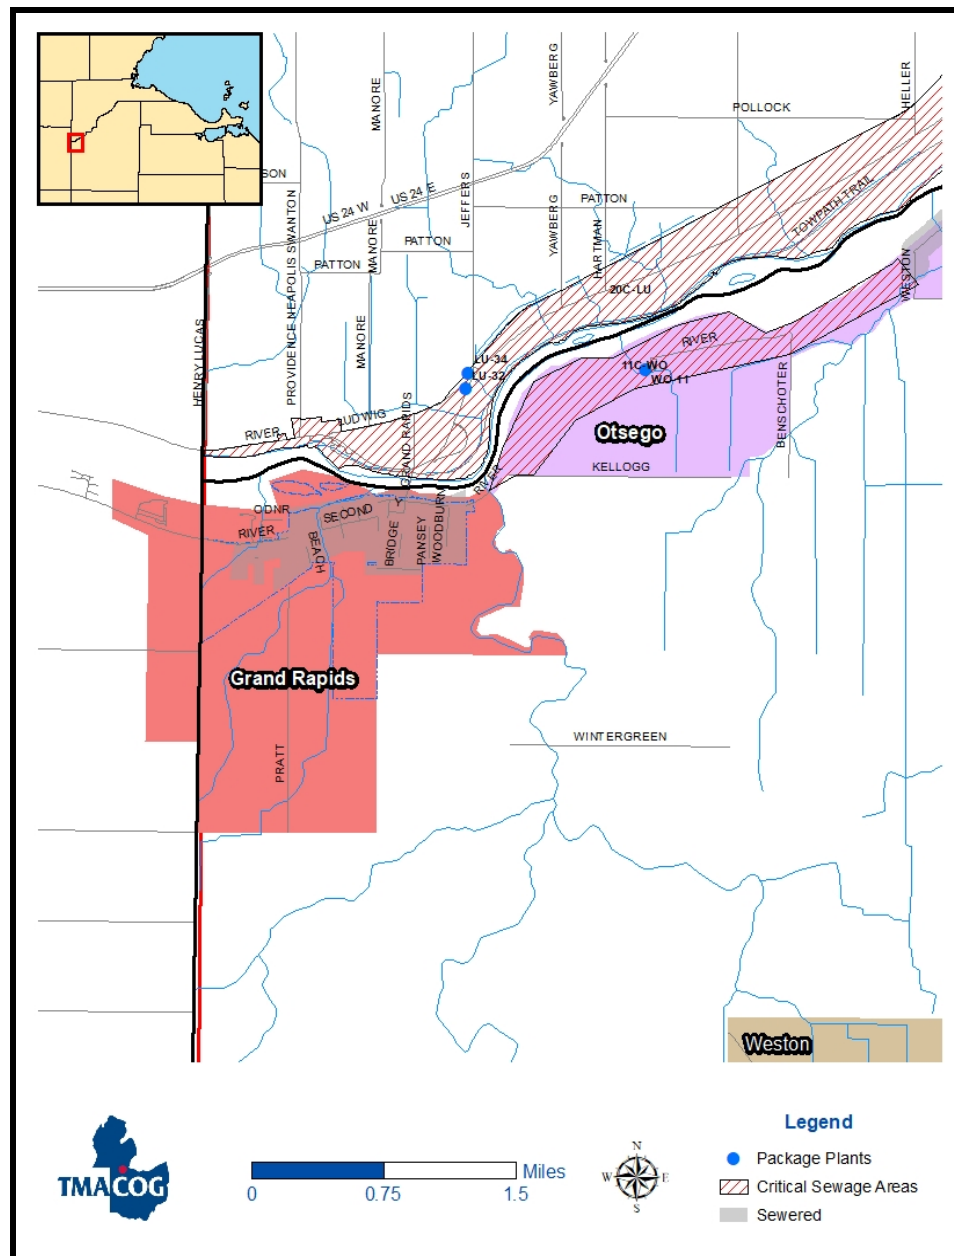 POLLOCK
HELLER
YAWBERG
MANORE
SON
JEFFERS
US 24 W
US 24 E
PATTON
TOWPATH TRAIL
PROVIDENCE NEAPOLIS SWANTON
MANORE
PATTON
YAWBERG
HARTMAN
PATTON
WESTON
20C-LU
HENRY LUCAS
MANORE
RIVER
LU-34
11C-WO
LU-32
WO-11
BENSCHOTER
LUDWIG
GRAND RAPIDS
RIVER
Otsego
KELLOGG
RIVER
ODNR
SECOND
RIVER
BEACH
BRIDGE
PANSEY
WOODBURN
Grand Rapids
WINTERGREEN
PRATT
Weston
Legend
Package Plants
Critical Sewage Areas
Sewered
TMACOG
Miles
0 0.75 1.5
N
W E
S